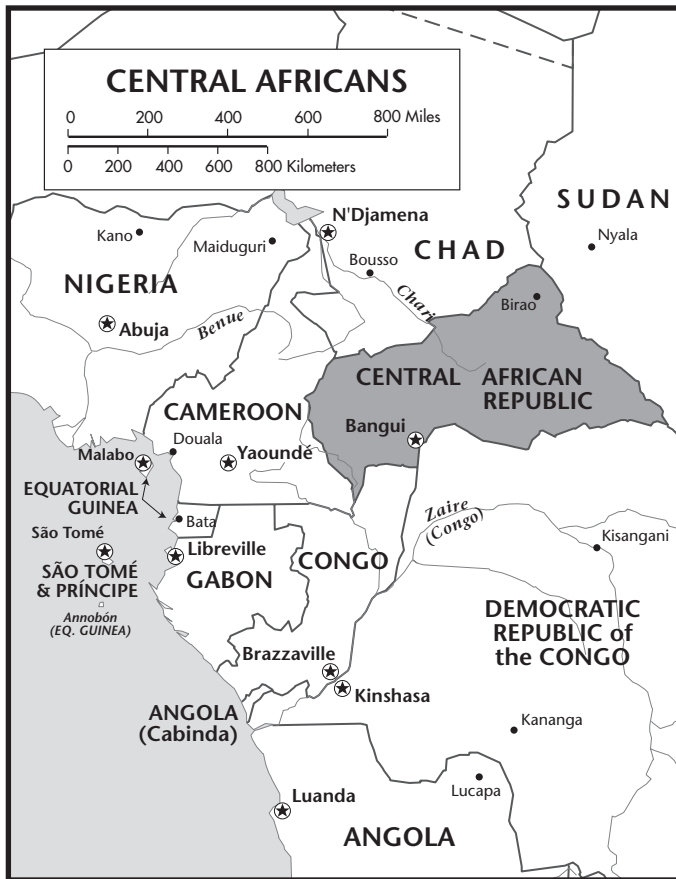 CENTRAL AFRICANS
0 200 400 600 800 Miles
0 200 400 600 800 Kilometers
SUDAN
N'Djamena
Nyala
Kano
Maiduguri
CHAD
Bousso
NIGERIA
Chari
Birao
Abuja
Benue
CENTRAL AFRICAN
REPUBLIC
CAMEROON
Bangui
Douala
Malabo
Yaoundé
EQUATORIAL
GUINEA
Bata
Zaire
(Congo)
São Tomé
Libreville
CONGO
Kisangani
SÃO TOMÉ
& PRÍNCIPE
GABON
Annobón
(EQ. GUINEA)
DEMOCRATIC
REPUBLIC of
the CONGO
Brazzaville
Kinshasa
ANGOLA
(Cabinda)
Kananga
Luanda
Lucapa
ANGOLA